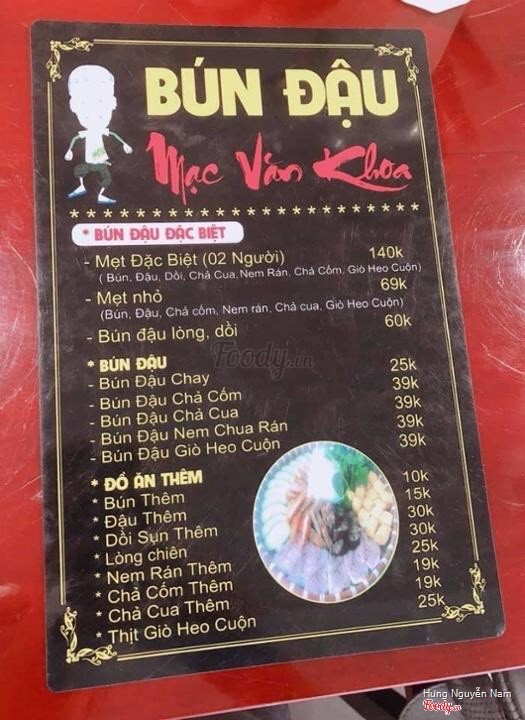 BÚN ĐẬU
Mạc Văn Khoa
* BÚN ĐẬU ĐẶC BIỆT
- Mẹt Đặc Biệt (02 Người) 140k
( Bún, Đậu, Dồi, Chả Cua, Nem Rán, Chả Cốm, Giò Heo Cuộn)
- Mẹt nhỏ 69k
(Bún, Đậu, Chả cốm, Nem rán, Chả cua, Giò Heo Cuộn)
- Bún đậu lòng, dồi 60k
Foody.vn
* BÚN ĐẬU
- Bún Đậu Chay 25k
- Bún Đậu Chả Cốm 39k
- Bún Đậu Chả Cua 39k
- Bún Đậu Nem Chua Rán 39k
- Bún Đậu Giò Heo Cuộn 39k
* ĐỒ ĂN THÊM
* Bún Thêm 10k
* Đậu Thêm 15k
* Dồi Sụn Thêm 30k
* Lòng chiên 30k
* Nem Rán Thêm 25k
* Chả Cốm Thêm 19k
* Chả Cua Thêm 19k
* Thịt Giò Heo Cuộn 25k
Hưng Nguyễn Nam
Foody.vn